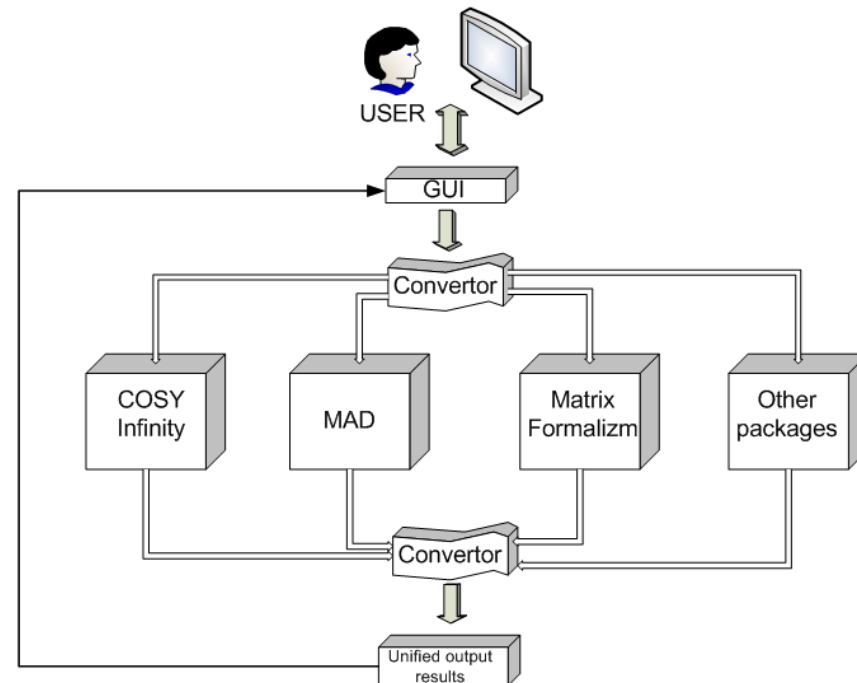 USER
GUI
Convertor
COSY
Infinity
MAD
Matrix
Formalizm
Other
packages
Convertor
Unified output
results